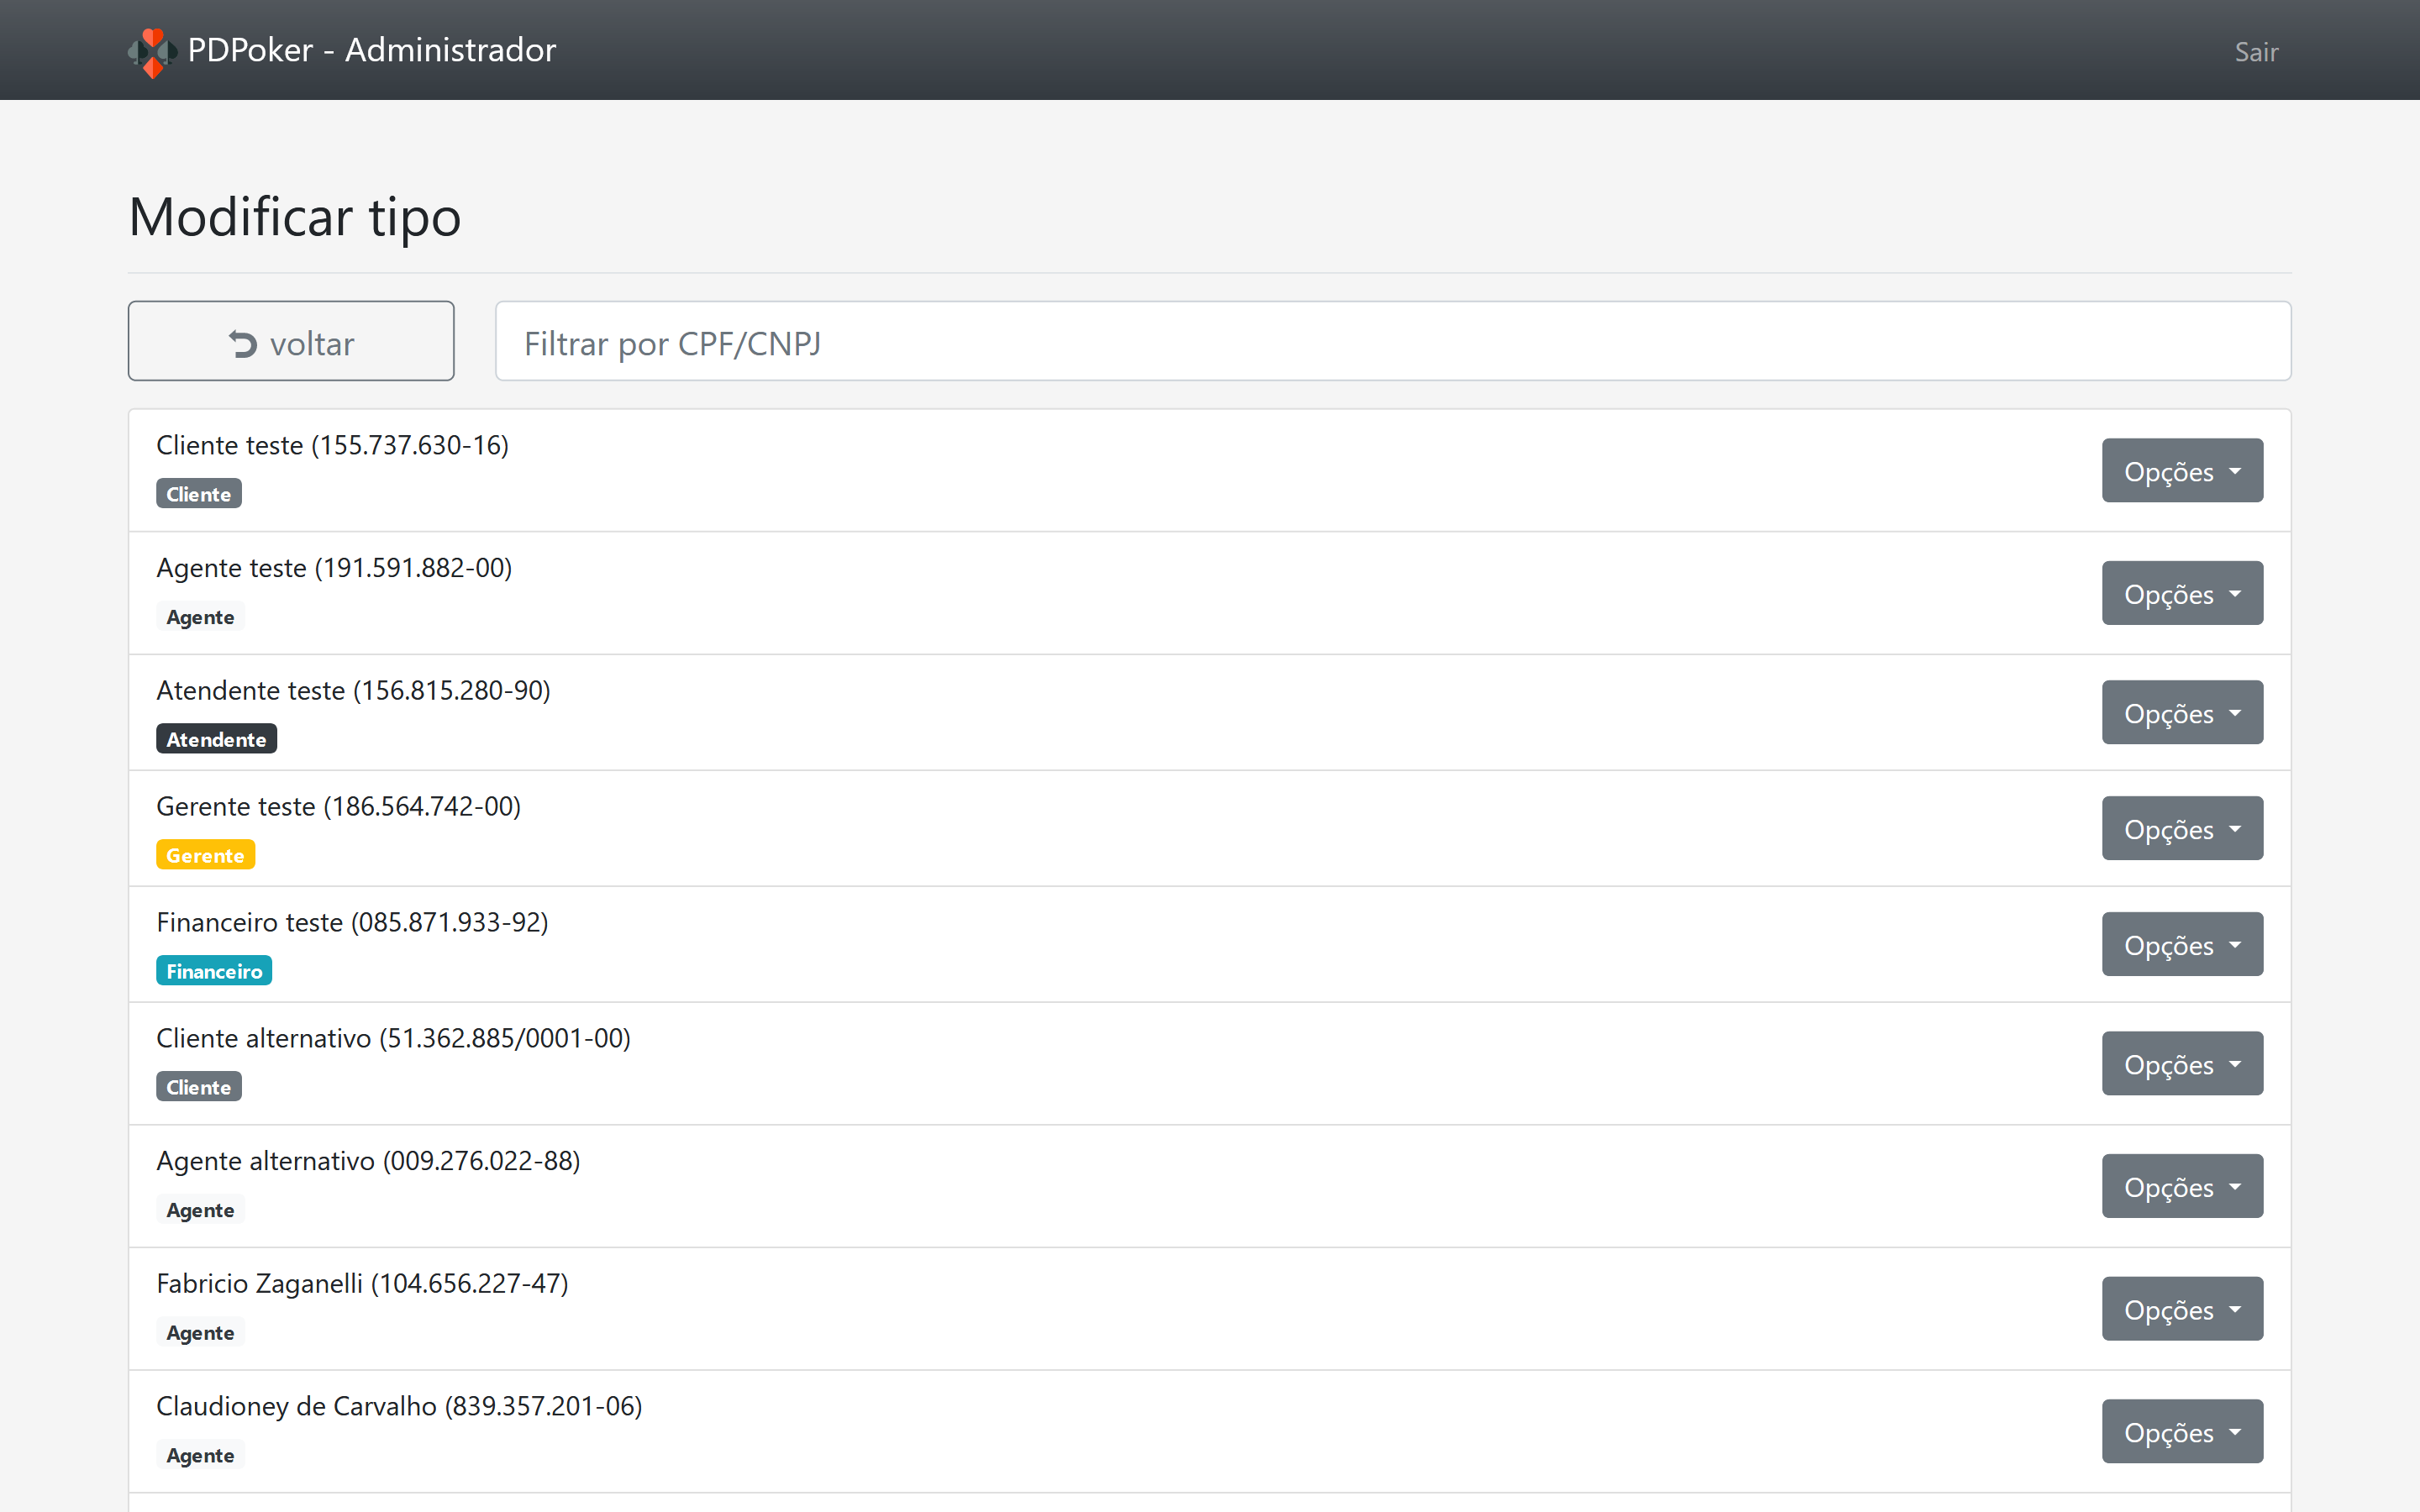 PDPoker - Administrador
Sair
Modificar tipo
voltar
Filtrar por CPF/CNPJ
Cliente teste (155.737.630-16)
Cliente
Opções
Agente teste (191.591.882-00)
Agente
Opções
Atendente teste (156.815.280-90)
Atendente
Opções
Gerente teste (186.564.742-00)
Gerente
Opções
Financeiro teste (085.871.933-92)
Financeiro
Opções
Cliente alternativo (51.362.885/0001-00)
Cliente
Opções
Agente alternativo (009.276.022-88)
Agente
Opções
Fabricio Zaganelli (104.656.227-47)
Agente
Opções
Claudioney de Carvalho (839.357.201-06)
Agente
Opções